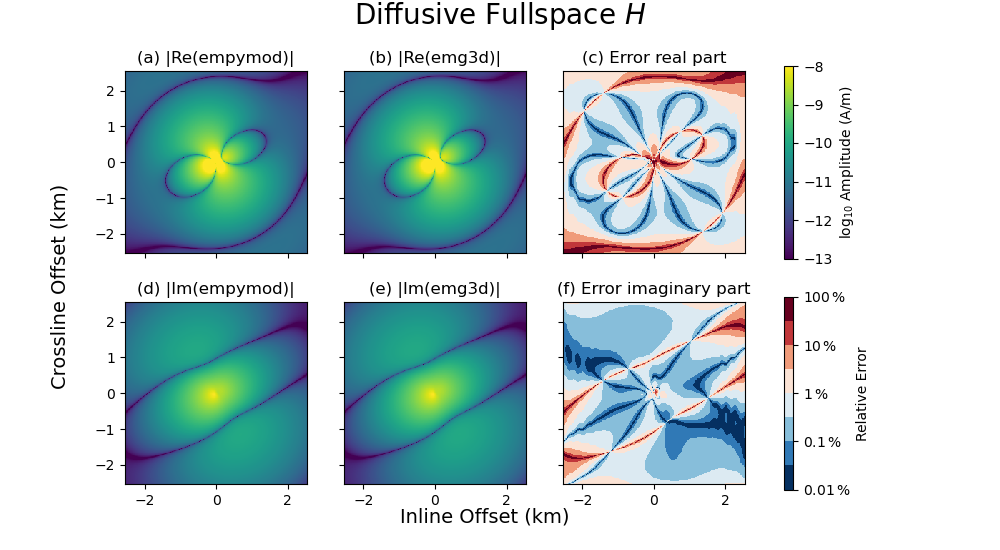 Diffusive Fullspace H
(a) |Re(empymod)|
(b) |Re(emg3d)|
(c) Error real part
2
1
0
−1
−2
−8
−9
−10
−11
−12
−13
log10 Amplitude (A/m)
Crossline Offset (km)
(d) |Im(empymod)|
(e) |Im(emg3d)|
(f) Error imaginary part
2
1
0
−1
−2
−2 0 2
−2 0 2
−2 0 2
100 %
10 %
1 %
0.1 %
0.01 %
Relative Error
Inline Offset (km)